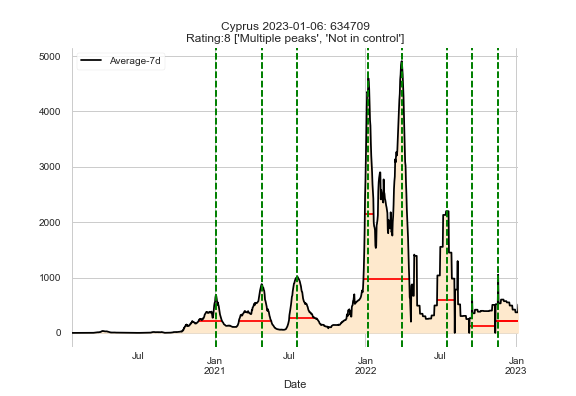 Cyprus 2023-01-06: 634709
Rating:8 ['Multiple peaks', 'Not in control']
Average-7d
5000
4000
3000
2000
1000
0
Jul
Jan
2021
Jul
Jan
2022
Jul
Jan
2023
Date